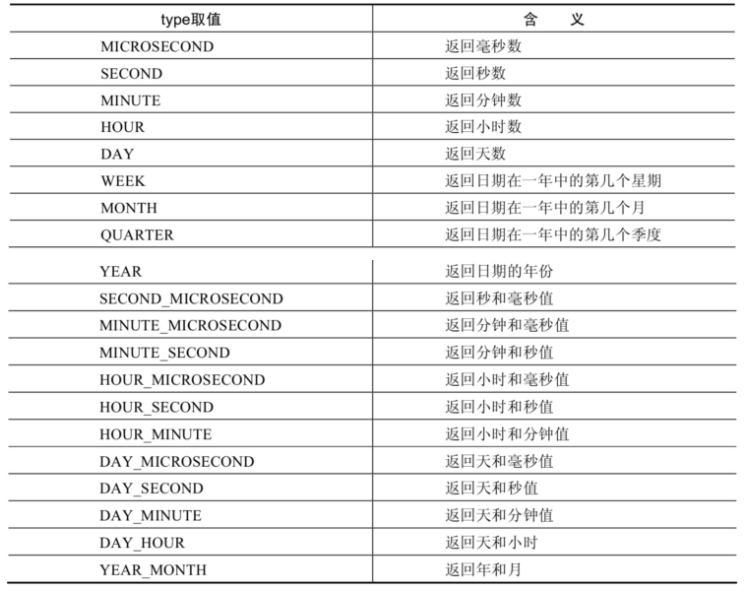 type取值 含 义
MICROSECOND 返回毫秒数
SECOND 返回秒数
MINUTE 返回分钟数
HOUR 返回小时数
DAY 返回天数
WEEK 返回日期在一年中的第几个星期
MONTH 返回日期在一年中的第几个月
QUARTER 返回日期在一年中的第几个季度
YEAR 返回日期的年份
SECOND_MICROSECOND 返回秒和毫秒值
MINUTE_MICROSECOND 返回分钟和毫秒值
MINUTE_SECOND 返回分钟和秒值
HOUR_MICROSECOND 返回小时和毫秒值
HOUR_SECOND 返回小时和秒值
HOUR_MINUTE 返回小时和分钟值
DAY_MICROSECOND 返回天和毫秒值
DAY_SECOND 返回天和秒值
DAY_MINUTE 返回天和分钟值
DAY_HOUR 返回天和小时
YEAR_MONTH 返回年和月